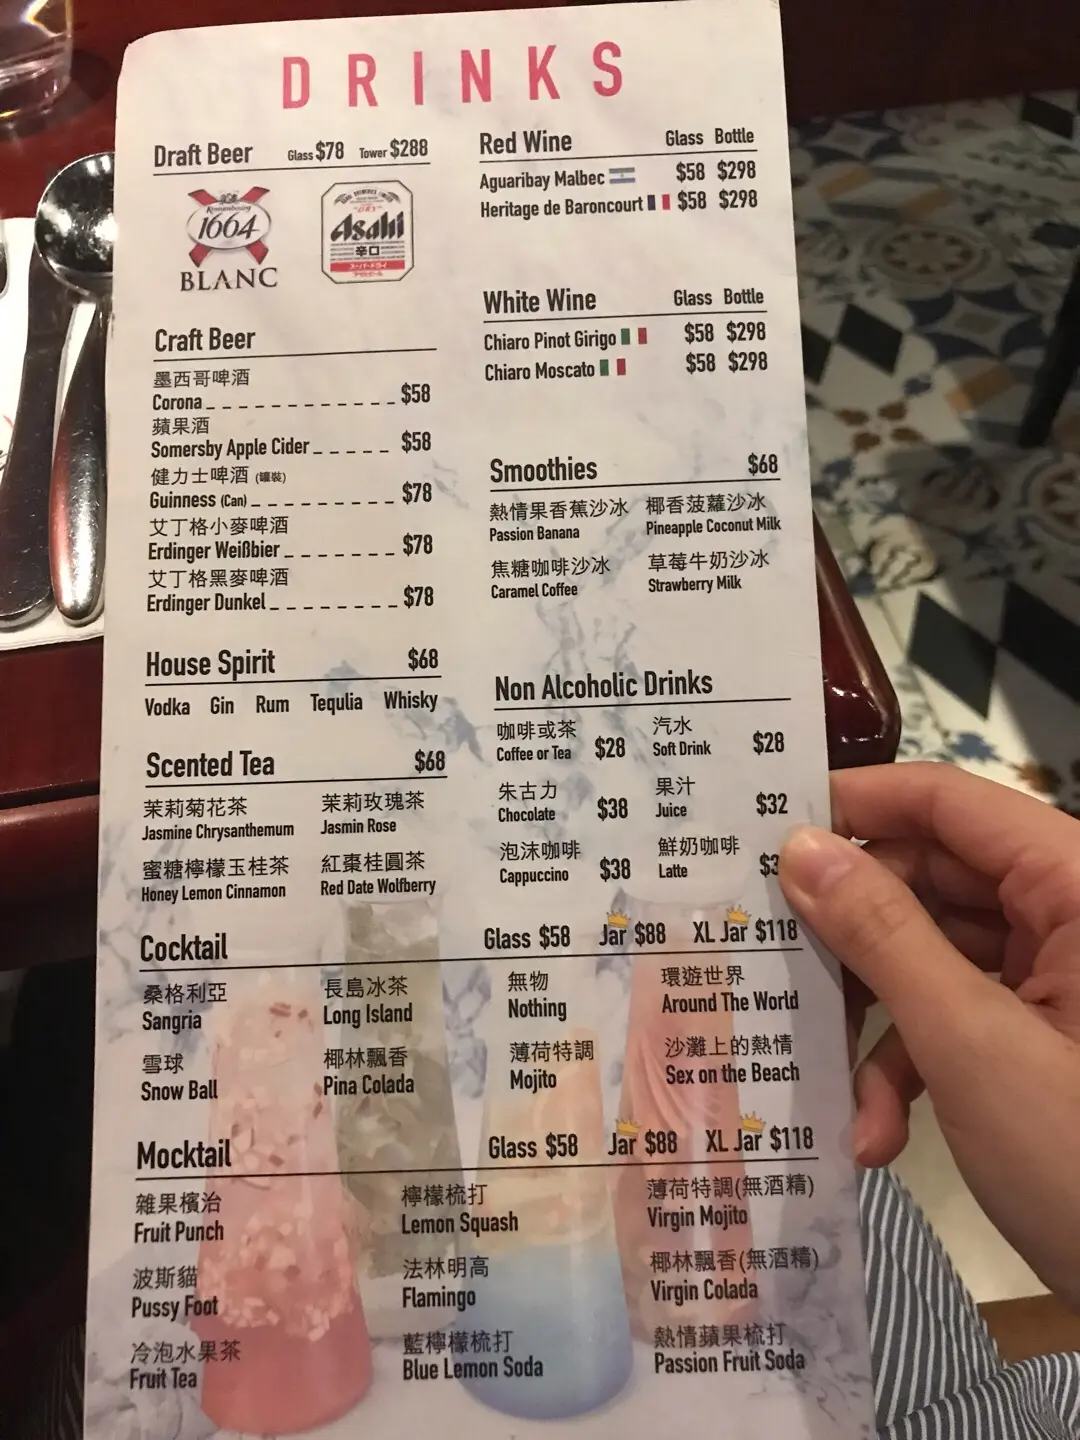 DRINKS
Draft Beer Glass $78 Tower $288
1664
BLANC
Asahi
辛口
Craft Beer
墨西哥啤酒
Corona $58
蘋果酒
Somersby Apple Cider $58
健力士啤酒 (罐裝)
Guinness (Can) $78
艾丁格小麥啤酒
Erdinger Weißbier $78
艾丁格黑麥啤酒
Erdinger Dunkel $78
House Spirit $68
Vodka Gin Rum Tequlia Whisky
Scented Tea $68
茉莉菊花茶 茉莉玫瑰茶
Jasmine Chrysanthemum Jasmin Rose
蜜糖檸檬玉桂茶 紅棗桂圓茶
Honey Lemon Cinnamon Red Date Wolfberry
Red Wine Glass Bottle
Aguaribay Malbec $58 $298
Heritage de Baroncourt $58 $298
White Wine Glass Bottle
Chiaro Pinot Girigo $58 $298
Chiaro Moscato $58 $298
Smoothies $68
熱情果香蕉沙冰 椰香菠蘿沙冰
Passion Banana Pineapple Coconut Milk
焦糖咖啡沙冰 草莓牛奶沙冰
Caramel Coffee Strawberry Milk
Non Alcoholic Drinks
咖啡或茶 汽水
Coffee or Tea $28 Soft Drink $28
朱古力 果汁
Chocolate $38 Juice $32
泡沫咖啡 鮮奶咖啡
Cappuccino $38 Latte
Cocktail Glass $58 Jar $88 XL Jar $118
桑格利亞 長島冰茶 無物 環遊世界
Sangria Long Island Nothing Around The World
雪球 椰林飄香 薄荷特調 沙灘上的熱情
Snow Ball Pina Colada Mojito Sex on the Beach
Mocktail Glass $58 Jar $88 XL Jar $118
雜果檳治 檸檬梳打 薄荷特調(無酒精)
Fruit Punch Lemon Squash Virgin Mojito
波斯貓 法林明高 椰林飄香(無酒精)
Pussy Foot Flamingo Virgin Colada
冷泡水果茶 藍檸檬梳打 熱情蘋果梳打
Fruit Tea Blue Lemon Soda Passion Fruit Soda